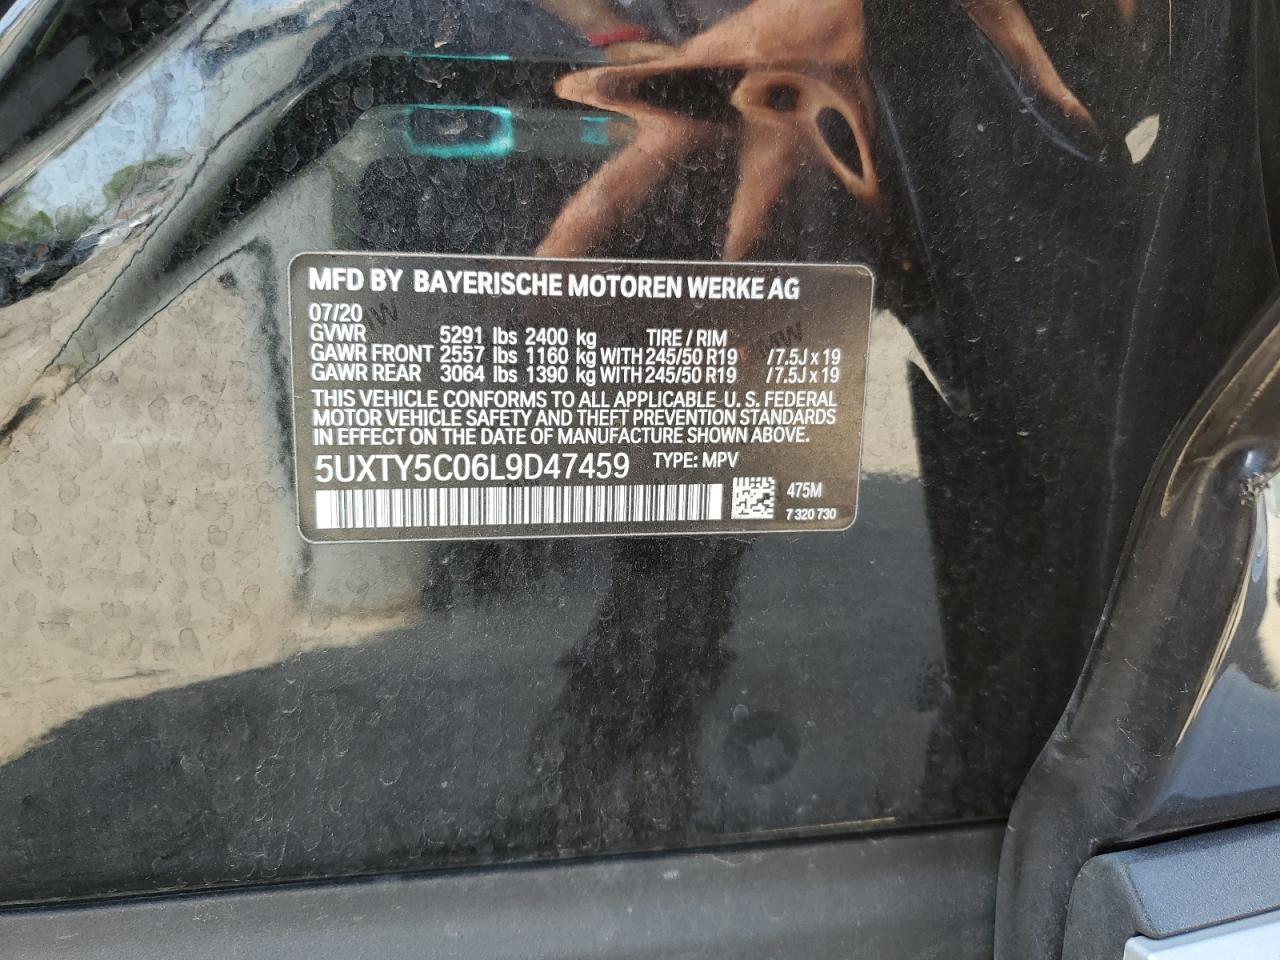 MFD BY BAYERISCHE MOTOREN WERKE AG
07/20
GVWR 5291 lbs 2400 kg TIRE / RIM
GAWR FRONT 2557 lbs 1160 kg WITH 245/50 R19 /7.5J x 19
GAWR REAR 3064 lbs 1390 kg WITH 245/50 R19 /7.5J x 19
THIS VEHICLE CONFORMS TO ALL APPLICABLE U. S. FEDERAL
MOTOR VEHICLE SAFETY AND THEFT PREVENTION STANDARDS
IN EFFECT ON THE DATE OF MANUFACTURE SHOWN ABOVE.
5UXTY5C06L9D47459 TYPE: MPV
475M
7 320 730